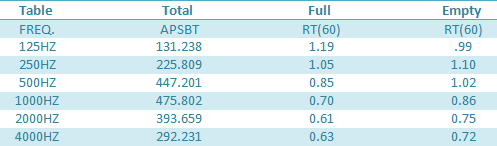 Table Total Full Empty
FREQ. APSBT RT(60) RT(60)
125HZ 131.238 1.19 .99
250HZ 225.809 1.05 1.10
500HZ 447.201 0.85 1.02
1000HZ 475.802 0.70 0.86
2000HZ 393.659 0.61 0.75
4000HZ 292.231 0.63 0.72